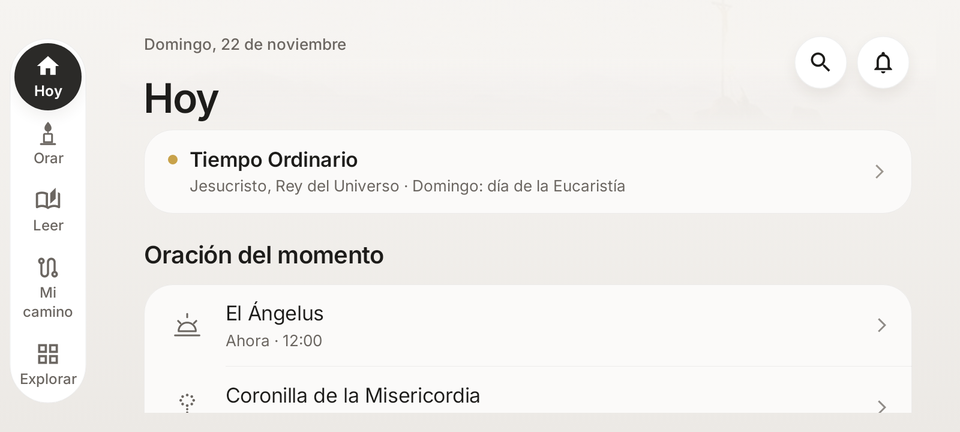 Domingo, 22 de noviembre
Hoy
Hoy
Orar
Leer
Mi
camino
Explorar
Tiempo Ordinario
Jesucristo, Rey del Universo · Domingo: día de la Eucaristía
Oración del momento
El Ángelus
Ahora · 12:00
Coronilla de la Misericordia